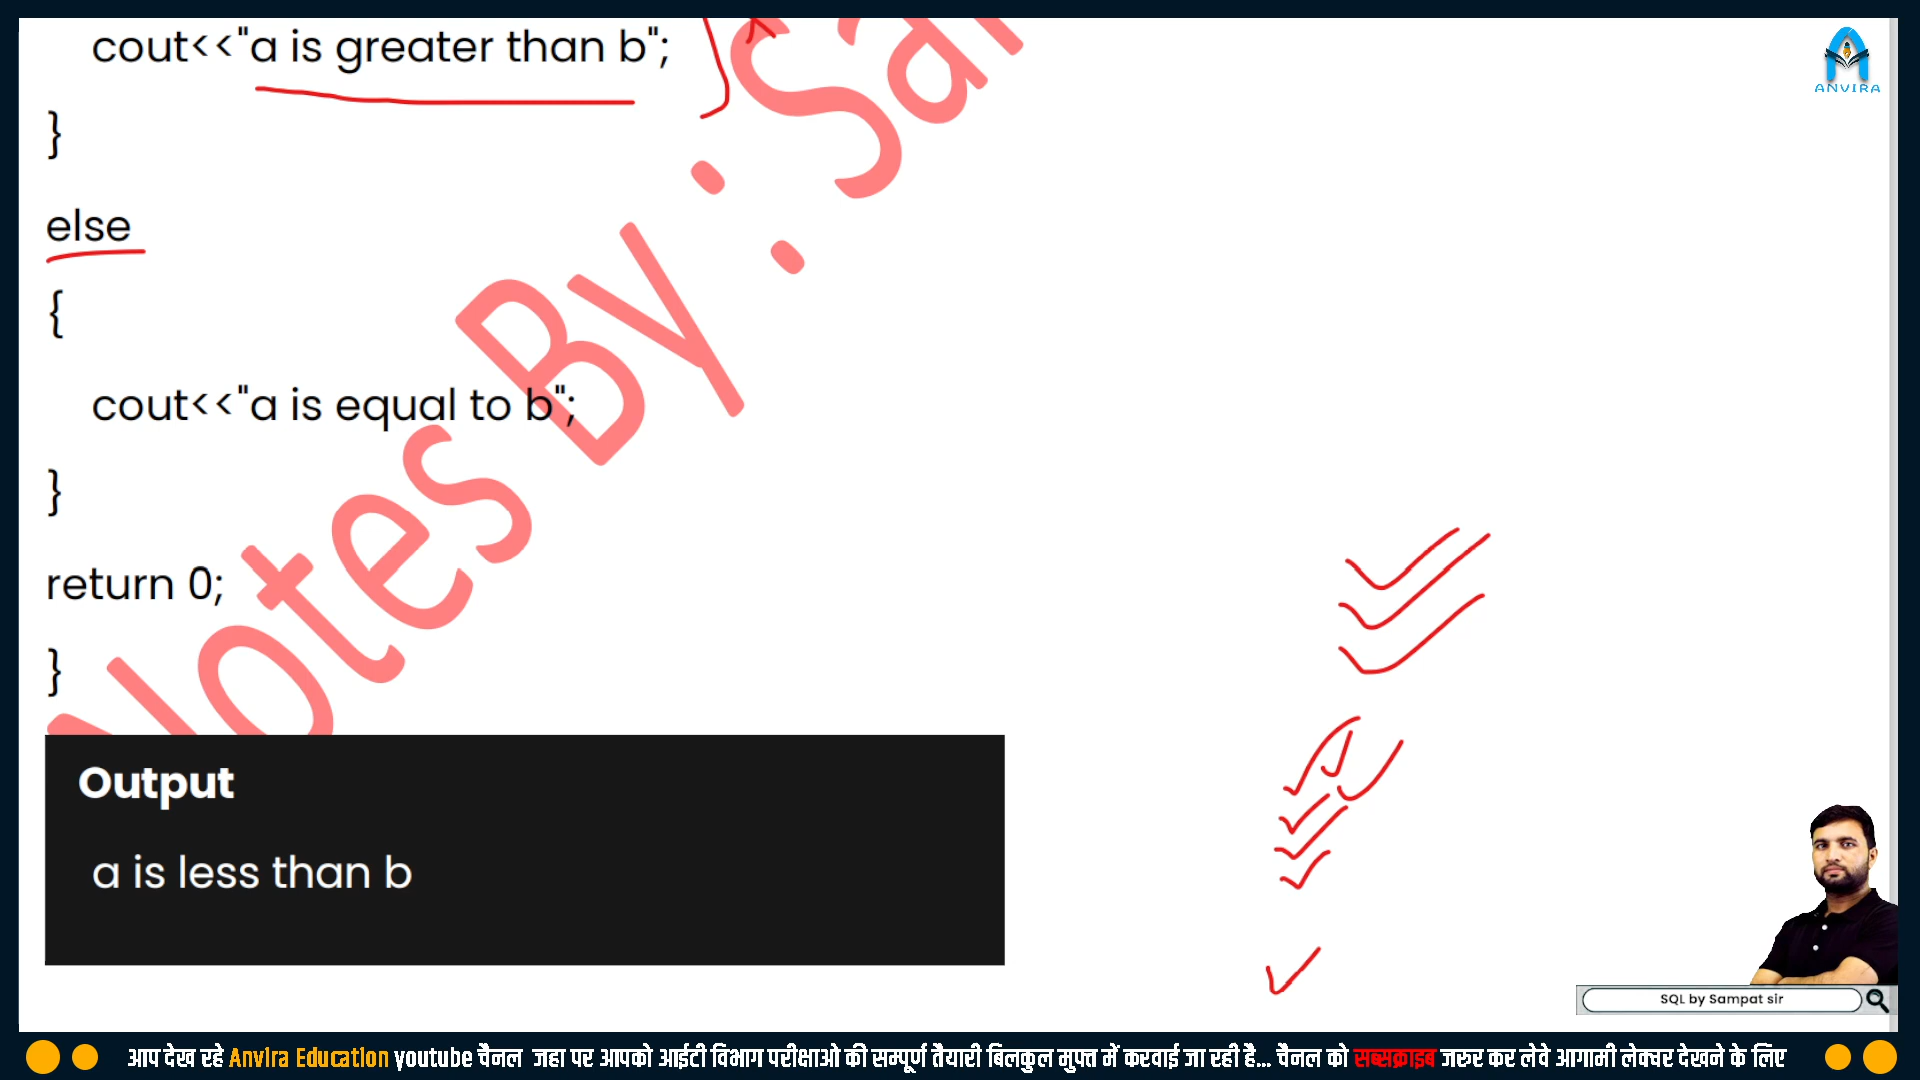 cout<<"a is greater than b";
}
else
{
cout<<"a is equal to b";
}
return 0;
}
Notes By : Sa
Output
a is less than b
ANVIRA
SQL by Sampat sir
आप देख रहे Anvira Education youtube चैनल जहा पर आपको आईटी विभाग परीक्षाओ की सम्पूर्ण तैयारी बिलकुल मुफ्त में करवाई जा रही है... चैनल को सब्सक्राइब जरुर कर लेवे आगामी लेक्चर देखने के लिए